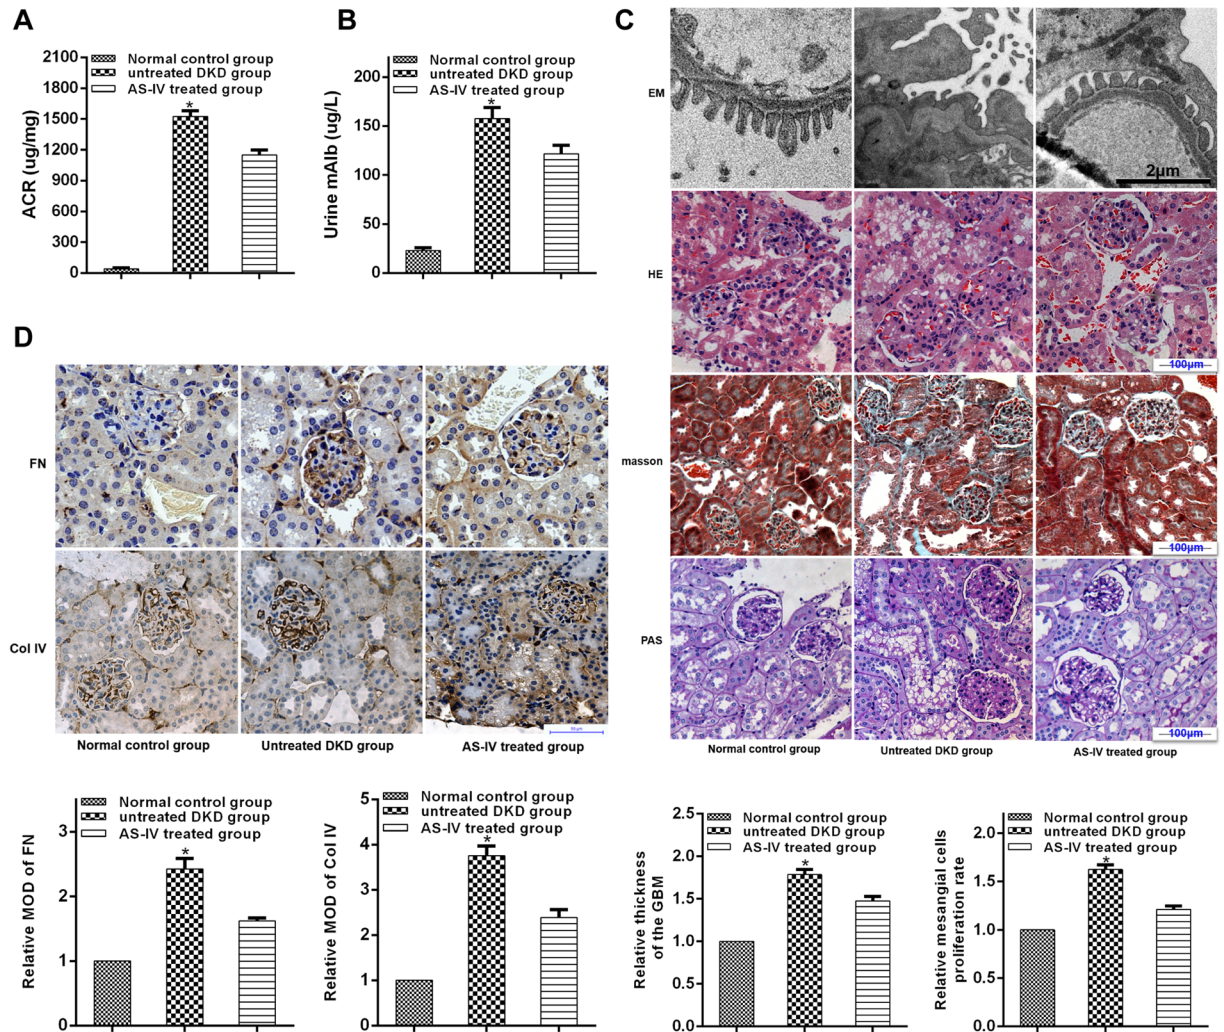 A
Normal control group
untreated DKD group
AS-IV treated group
ACR (ug/mg)
2100
1800
1500
1200
900
600
300
0
*
B
Normal control group
untreated DKD group
AS-IV treated group
Urine mAlb (ug/L)
200
150
100
50
0
*
C
EM
2µm
HE
100µm
masson
100µm
PAS
100µm
Normal control group
Untreated DKD group
AS-IV treated group
D
FN
Col IV
Normal control group
Untreated DKD group
AS-IV treated group
Normal control group
untreated DKD group
AS-IV treated group
Relative MOD of FN
3
2
1
0
*
Normal control group
untreated DKD group
AS-IV treated group
Relative MOD of Col IV
5
4
3
2
1
0
*
Normal control group
untreated DKD group
AS-IV treated group
Relative thickness
of the GBM
2.5
2.0
1.5
1.0
0.5
0.0
*
Normal control group
untreated DKD group
AS-IV treated group
Relative mesangial cells
proliferation rate
2.0
1.5
1.0
0.5
0.0
*